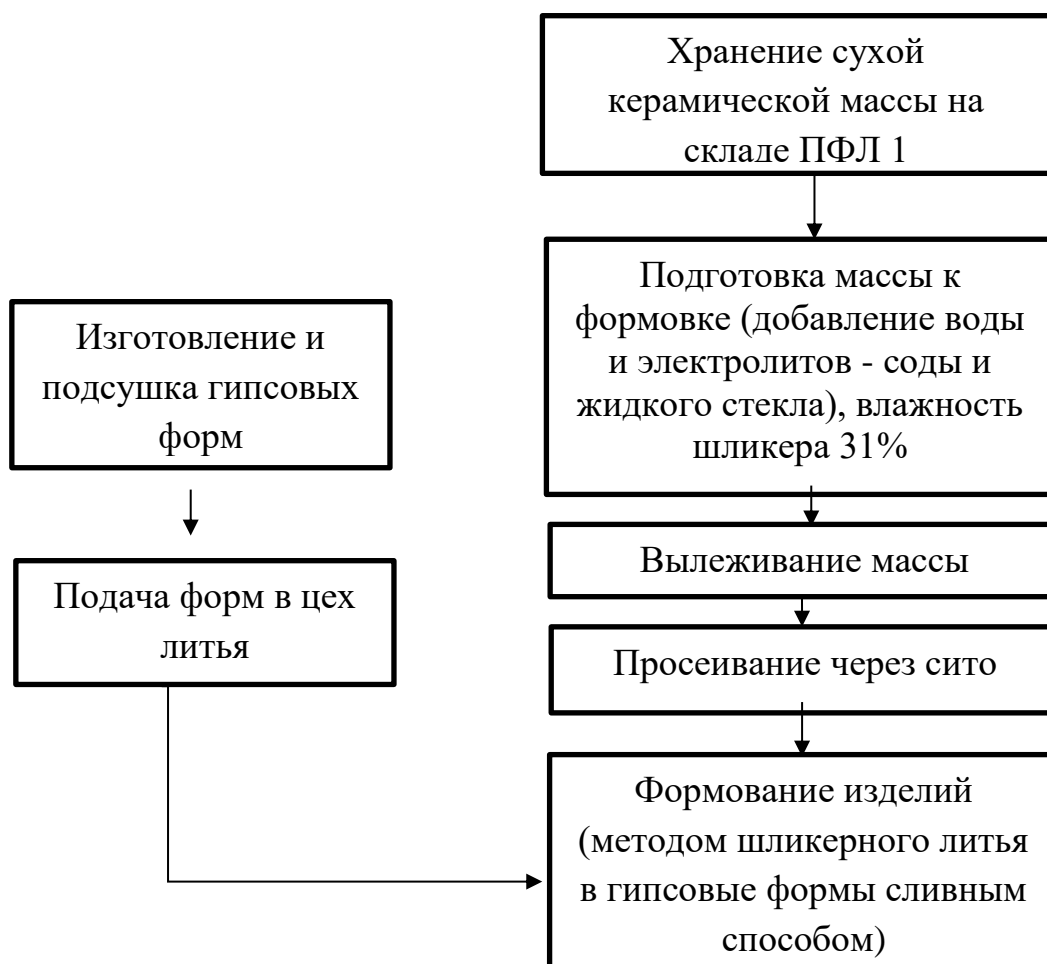 Хранение сухой
керамической массы на
складе ПФЛ 1
Подготовка массы к
формовке (добавление воды
и электролитов - соды и
жидкого стекла), влажность
шликера 31%
Изготовление и
подсушка гипсовых
форм
Вылеживание массы
Подача форм в цех
литья
Просеивание через сито
Формование изделий
(методом шликерного литья
в гипсовые формы сливным
способом)